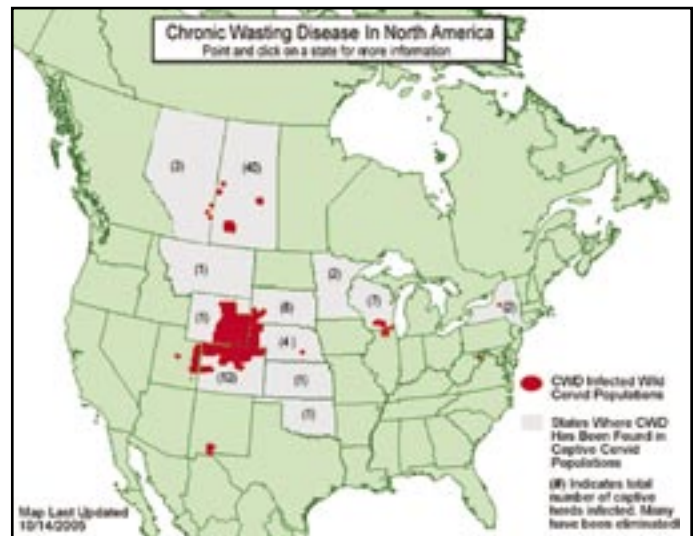 Chronic Wasting Disease In North America
Point and click on a state for more information
(3)
(40)
(1)
(2)
(7)
(2)
(1)
(8)
(4)
(12)
(1)
(1)
CWD Infected Wild
Cervid Populations
States Where CWD
Has Been Found in
Captive Cervid
Populations
(#) Indicates total
number of captive
herds infected. Many
have been eliminated!
Map Last Updated
10/14/2005